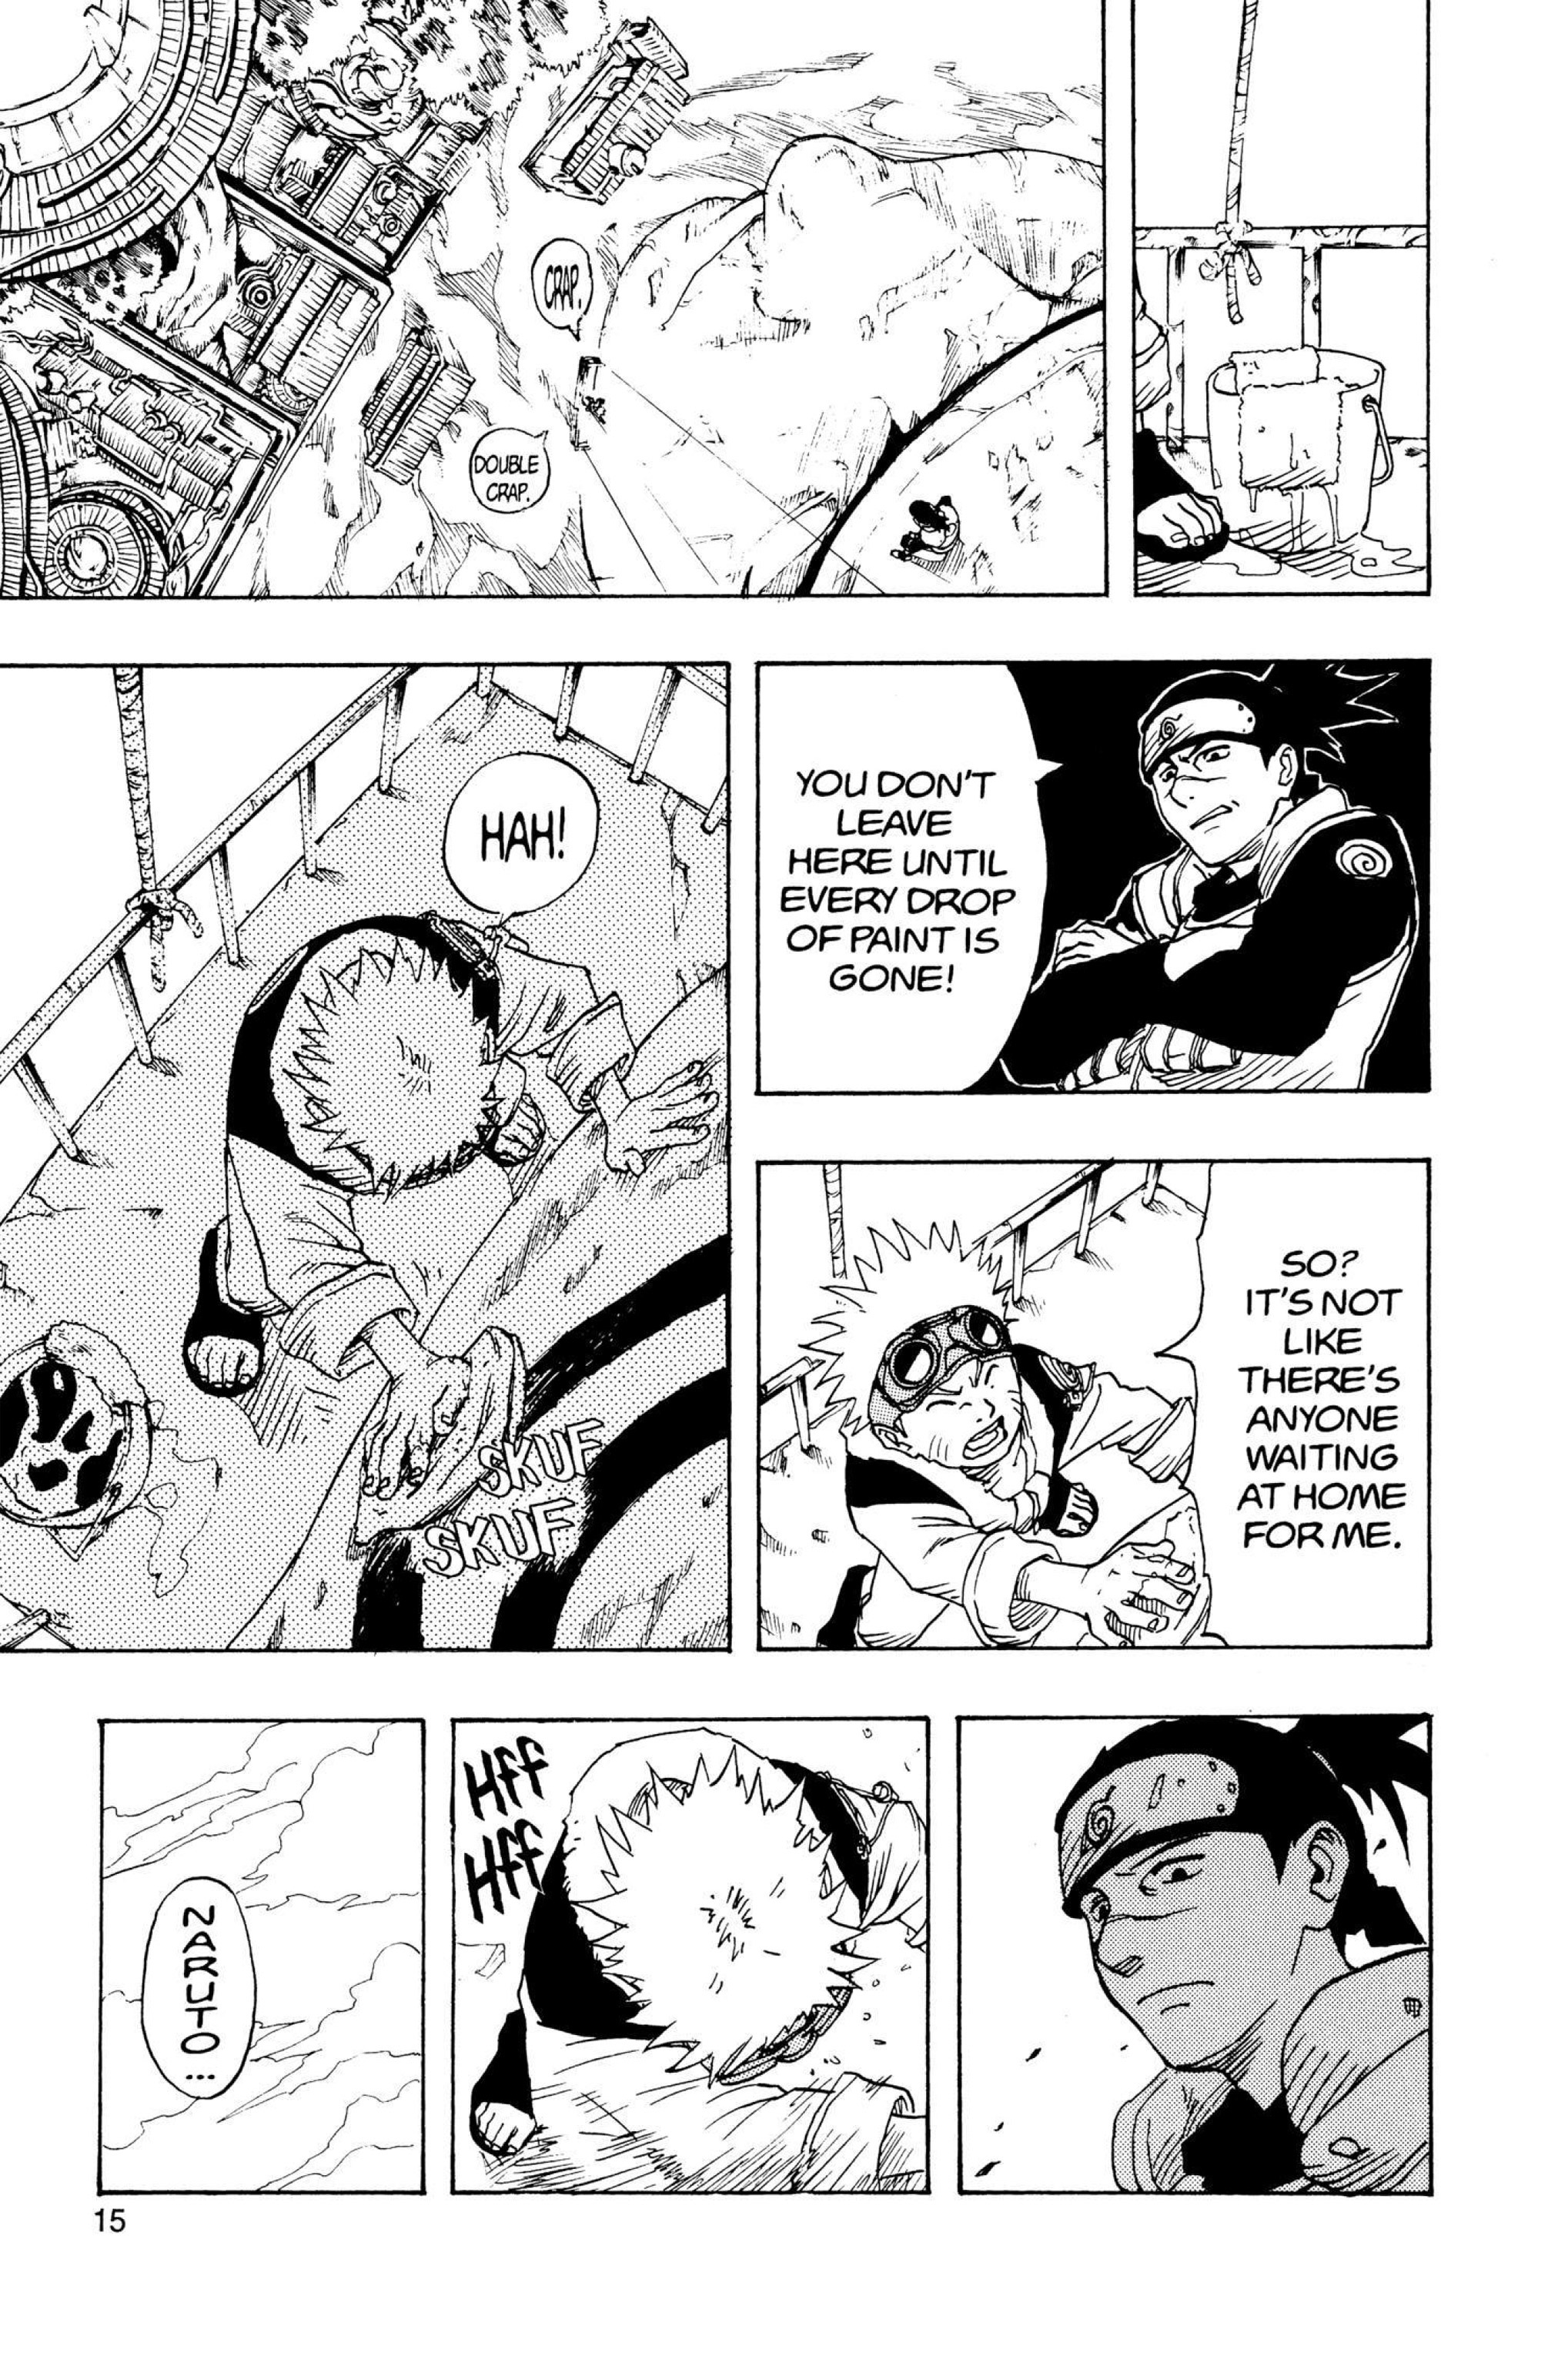 CRAP.
DOUBLE
CRAP.
YOU DON'T
LEAVE
HERE UNTIL
EVERY DROP
OF PAINT IS
GONE!
HAH!
SKUF
SKUF
SO?
IT'S NOT
LIKE
THERE'S
ANYONE
WAITING
AT HOME
FOR ME.
HFF
HFF
NARUTO...
15